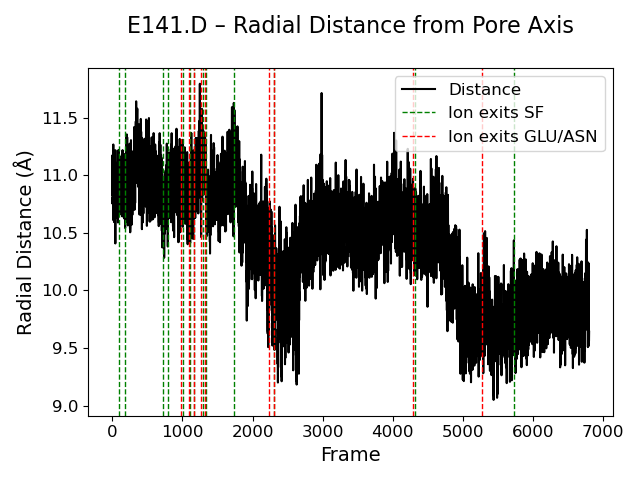 E141.D – Radial Distance from Pore Axis
Distance
Ion exits SF
Ion exits GLU/ASN
Radial Distance (Å)
11.5
11.0
10.5
10.0
9.5
9.0
0 1000 2000 3000 4000 5000 6000 7000
Frame